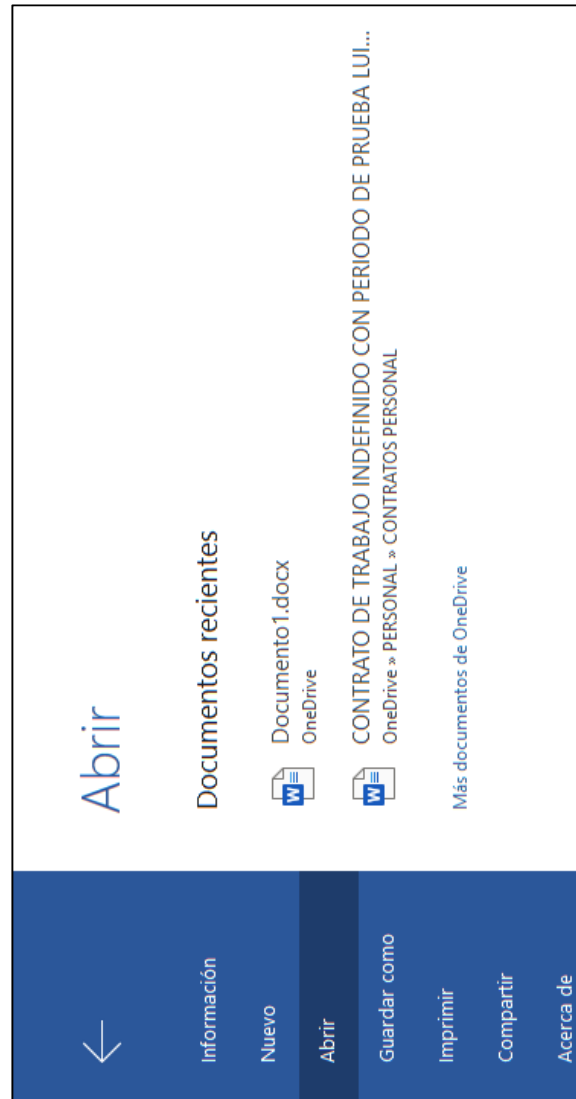 Información
Nuevo
Abrir
Guardar como
Imprimir
Compartir
Acerca de
Abrir
Documentos recientes
Documento1.docx
OneDrive
CONTRATO DE TRABAJO INDEFINIDO CON PERIODO DE PRUEBA LUI...
OneDrive » PERSONAL » CONTRATOS PERSONAL
Más documentos de OneDrive